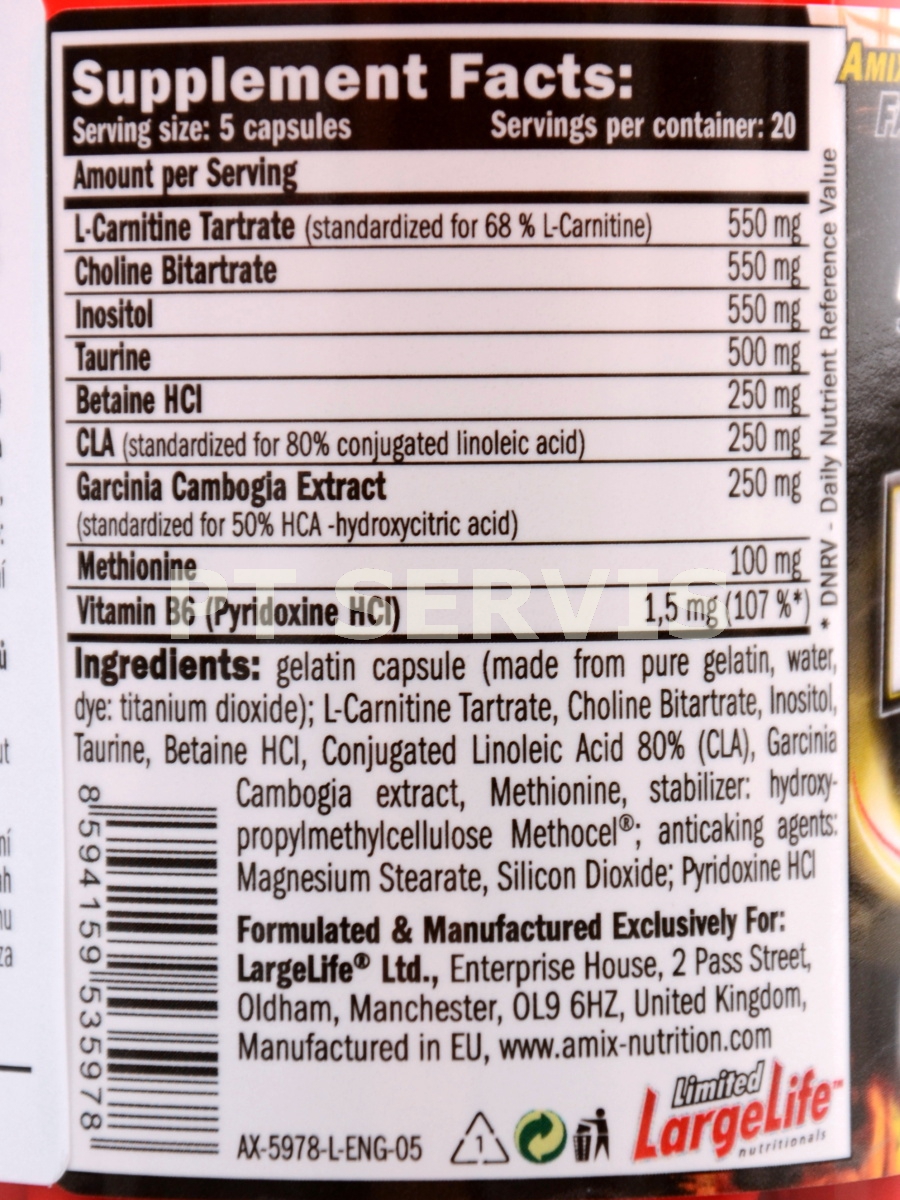 Supplement Facts:
Serving size: 5 capsules Servings per container: 20
Amount per Serving
L-Carnitine Tartrate (standardized for 68 % L-Carnitine) 550 mg
Choline Bitartrate 550 mg
Inositol 550 mg
Taurine 500 mg
Betaine HCl 250 mg
CLA (standardized for 80% conjugated linoleic acid) 250 mg
Garcinia Cambogia Extract 250 mg
(standardized for 50% HCA -hydroxycitric acid)
Methionine 100 mg
Vitamin B6 (Pyridoxine HCl) 1,5 mg (107 %*)
* DNRV - Daily Nutrient Reference Value
PT SERVIS
Ingredients: gelatin capsule (made from pure gelatin, water,
dye: titanium dioxide); L-Carnitine Tartrate, Choline Bitartrate, Inositol,
Taurine, Betaine HCl, Conjugated Linoleic Acid 80% (CLA), Garcinia
Cambogia extract, Methionine, stabilizer: hydroxy-
propylmethylcellulose Methocel®; anticaking agents:
Magnesium Stearate, Silicon Dioxide; Pyridoxine HCl
Formulated & Manufactured Exclusively For:
LargeLife® Ltd., Enterprise House, 2 Pass Street,
Oldham, Manchester, OL9 6HZ, United Kingdom,
Manufactured in EU, www.amix-nutrition.com
8 594159 535978
AX-5978-L-ENG-05
1
Limited
LargeLife™
nutritionals